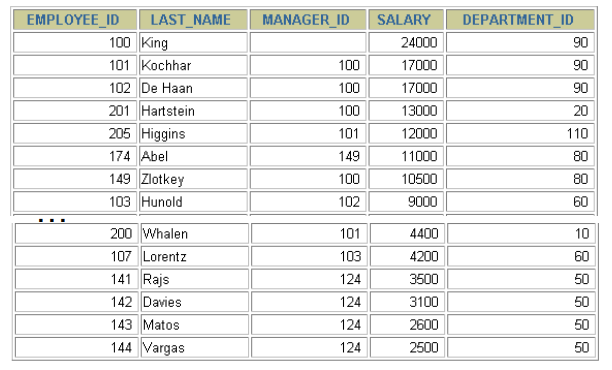 EMPLOYEE_ID LAST_NAME MANAGER_ID SALARY DEPARTMENT_ID
100 King 24000 90
101 Kochhar 100 17000 90
102 De Haan 100 17000 90
201 Hartstein 100 13000 20
205 Higgins 101 12000 110
174 Abel 149 11000 80
149 Zlotkey 100 10500 80
103 Hunold 102 9000 60
...
200 Whalen 101 4400 10
107 Lorentz 103 4200 60
141 Rajs 124 3500 50
142 Davies 124 3100 50
143 Matos 124 2600 50
144 Vargas 124 2500 50